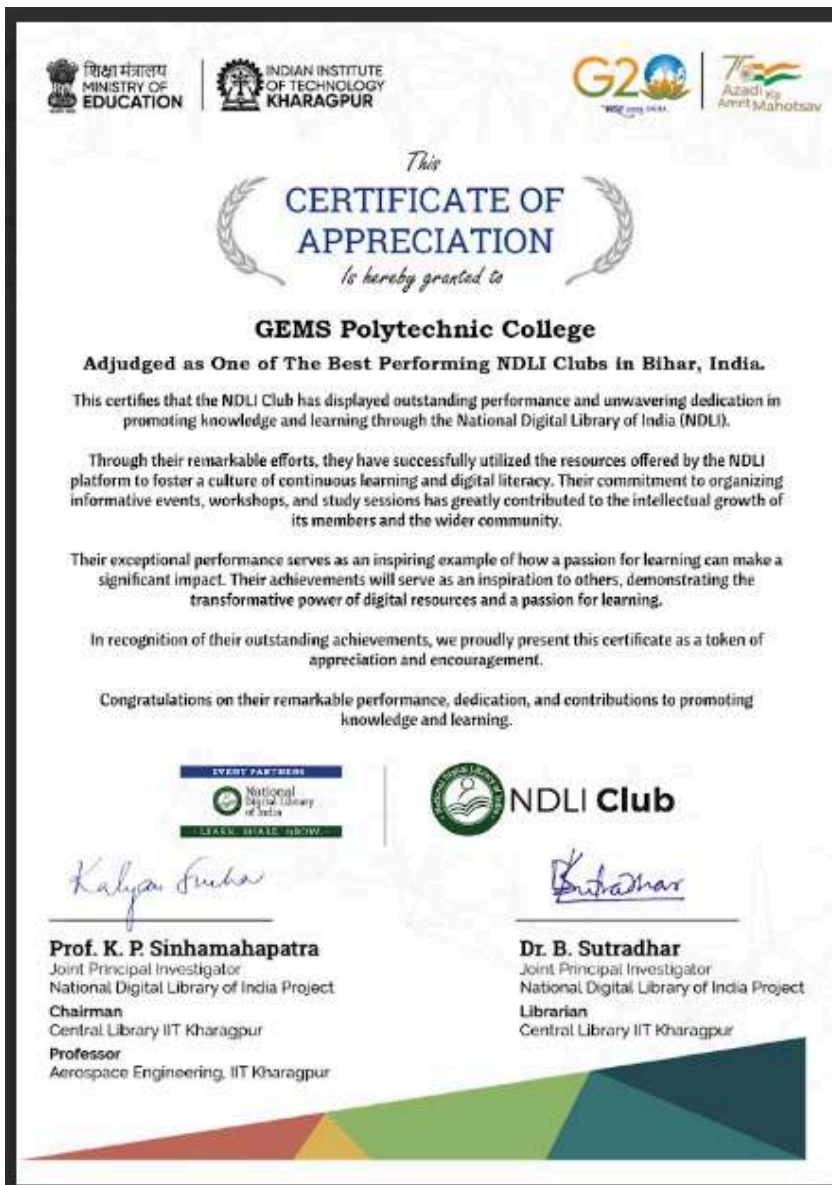 शिक्षा मंत्रालय
MINISTRY OF
EDUCATION
INDIAN INSTITUTE
OF TECHNOLOGY
KHARAGPUR
G20
भारत 2023 INDIA
Azadi Ka
Amrit Mahotsav
This
CERTIFICATE OF
APPRECIATION
Is hereby granted to
GEMS Polytechnic College
Adjudged as One of The Best Performing NDLI Clubs in Bihar, India.
This certifies that the NDLI Club has displayed outstanding performance and unwavering dedication in
promoting knowledge and learning through the National Digital Library of India (NDLI).
Through their remarkable efforts, they have successfully utilized the resources offered by the NDLI
platform to foster a culture of continuous learning and digital literacy. Their commitment to organizing
informative events, workshops, and study sessions has greatly contributed to the intellectual growth of
its members and the wider community.
Their exceptional performance serves as an inspiring example of how a passion for learning can make a
significant impact. Their achievements will serve as an inspiration to others, demonstrating the
transformative power of digital resources and a passion for learning.
In recognition of their outstanding achievements, we proudly present this certificate as a token of
appreciation and encouragement.
Congratulations on their remarkable performance, dedication, and contributions to promoting
knowledge and learning.
EVENT PARTNERS
National
Digital Library
of India
LEARN SHARE GROW
National Digital Library of India
NDLI Club
Kalyan
Sutradhar
Prof. K. P. Sinhamahapatra
Joint Principal Investigator
National Digital Library of India Project
Chairman
Central Library IIT Kharagpur
Professor
Aerospace Engineering, IIT Kharagpur
Dr. B. Sutradhar
Joint Principal Investigator
National Digital Library of India Project
Librarian
Central Library IIT Kharagpur